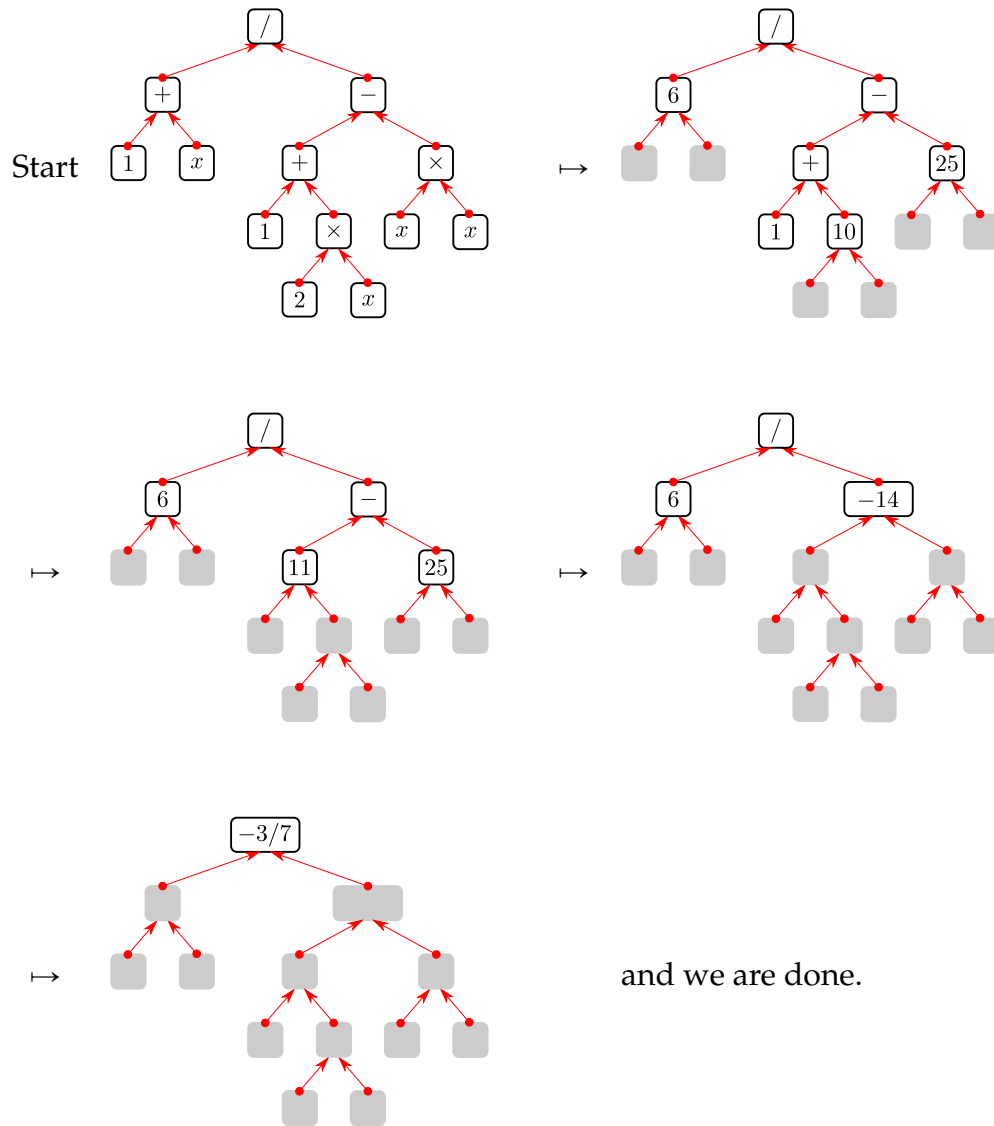 / /
+ − 6 −
Start 1 x + × ↦ + 25
1 × x x 1 10
2 x
/ /
6 − 6 −14
↦ 11 25 ↦
−3/7
↦ and we are done.